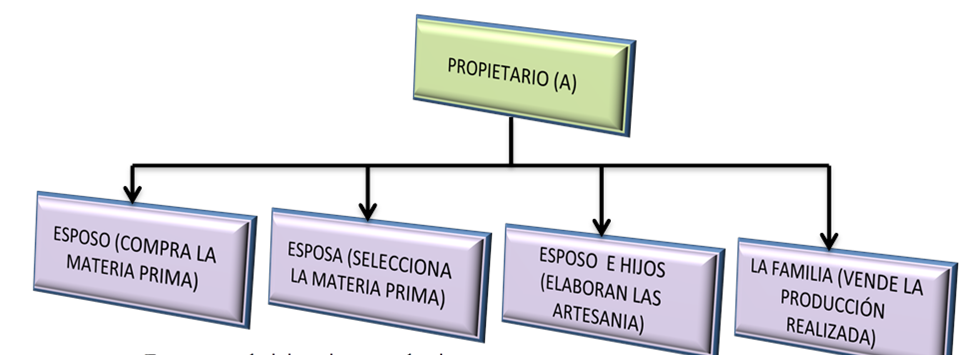 PROPIETARIO (A)
ESPOSO (COMPRA LA
MATERIA PRIMA)
ESPOSA (SELECCIONA
LA MATERIA PRIMA)
ESPOSO E HIJOS
(ELABORAN LAS
ARTESANIA)
LA FAMILIA (VENDE LA
PRODUCCIÓN
REALIZADA)